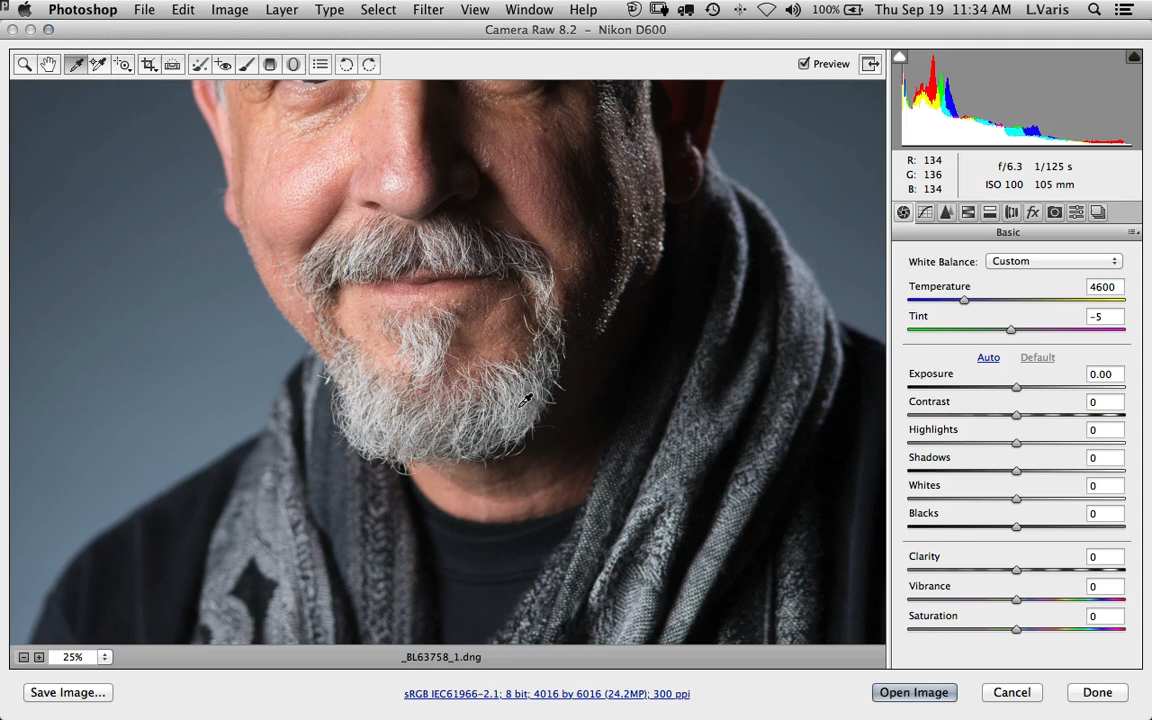 Photoshop File Edit Image Layer Type Select Filter View Window Help 100% Thu Sep 19 11:34 AM L.Varis
Camera Raw 8.2 – Nikon D600
Preview
R: 134
G: 136
B: 134
f/6.3 1/125 s
ISO 100 105 mm
fx
Basic
White Balance: Custom
Temperature 4600
Tint -5
Auto Default
Exposure 0.00
Contrast 0
Highlights 0
Shadows 0
Whites 0
Blacks 0
Clarity 0
Vibrance 0
Saturation 0
25% _BL63758_1.dng
Save Image... sRGB IEC61966-2.1; 8 bit; 4016 by 6016 (24.2MP); 300 ppi Open Image Cancel Done